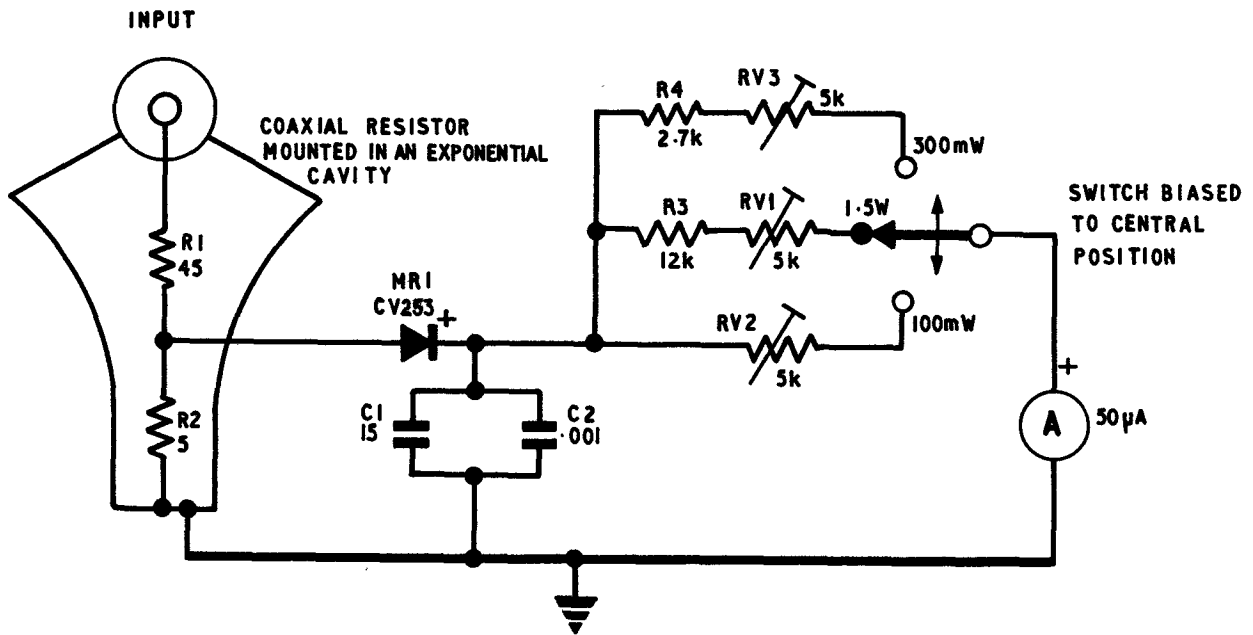 INPUT
COAXIAL RESISTOR
MOUNTED IN AN EXPONENTIAL
CAVITY
R1
45
R2
5
MR1
CV253
+
C1
15
C2
.001
R4
2.7k
RV3
5k
300mW
R3
12k
RV1
5k
1.5W
RV2
5k
100mW
SWITCH BIASED
TO CENTRAL
POSITION
+
A
50µA